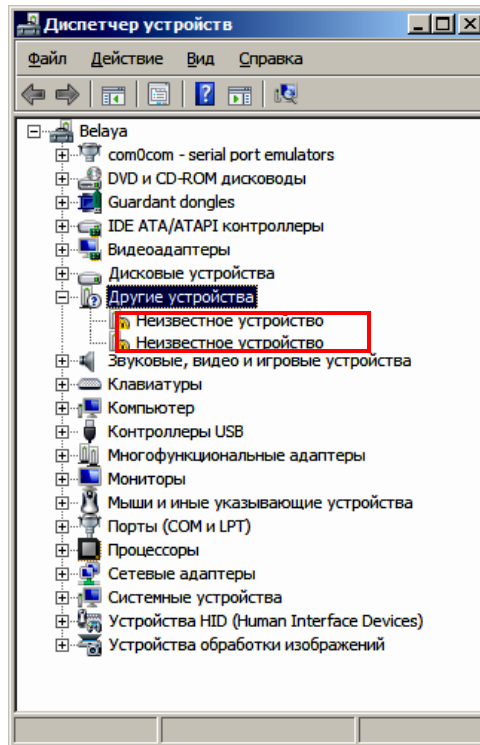 Диспетчер устройств
Файл Действие Вид Справка
Belaya
com0com - serial port emulators
DVD и CD-ROM дисководы
Guardant dongles
IDE ATA/ATAPI контроллеры
Видеоадаптеры
Дисковые устройства
Другие устройства
Неизвестное устройство
Неизвестное устройство
Звуковые, видео и игровые устройства
Клавиатуры
Компьютер
Контроллеры USB
Многофункциональные адаптеры
Мониторы
Мыши и иные указывающие устройства
Порты (COM и LPT)
Процессоры
Сетевые адаптеры
Системные устройства
Устройства HID (Human Interface Devices)
Устройства обработки изображений